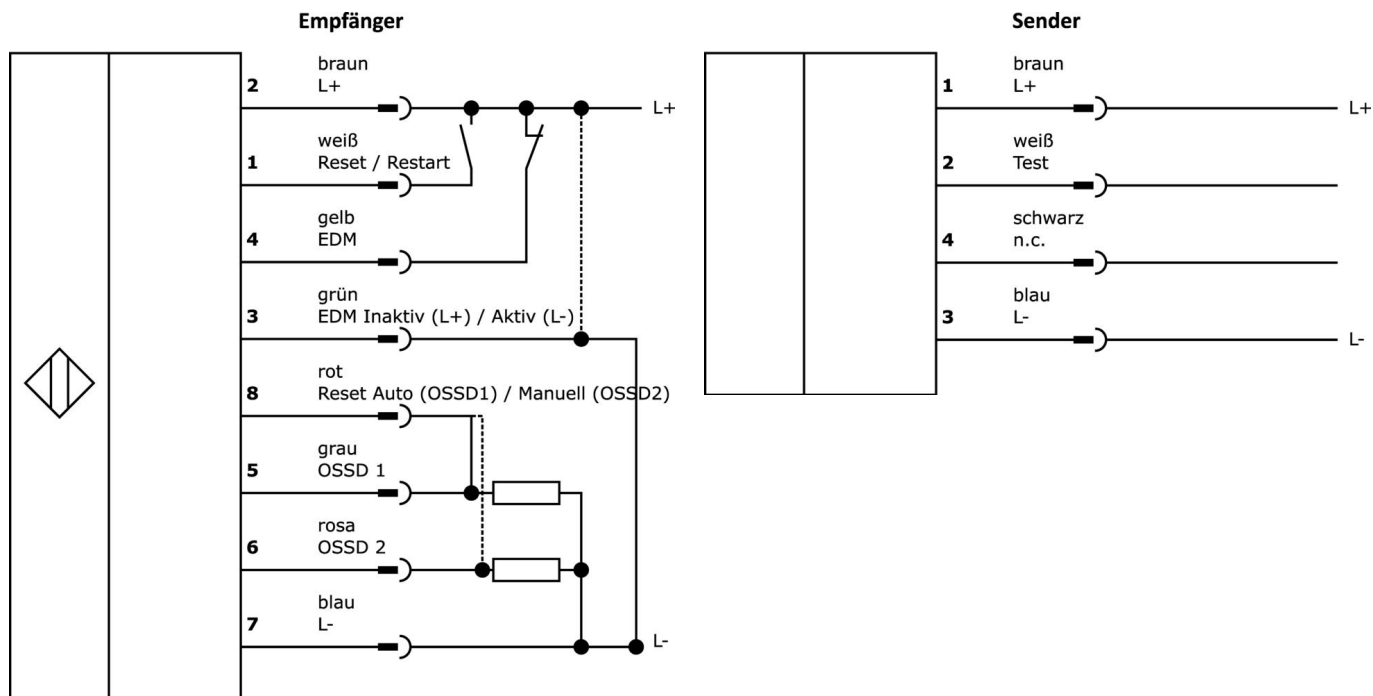 Empfänger
2
braun
L+
L+
1
weiß
Reset / Restart
4
gelb
EDM
3
grün
EDM Inaktiv (L+) / Aktiv (L-)
8
rot
Reset Auto (OSSD1) / Manuell (OSSD2)
5
grau
OSSD 1
6
rosa
OSSD 2
7
blau
L-
L-
Sender
1
braun
L+
L+
2
weiß
Test
4
schwarz
n.c.
3
blau
L-
L-